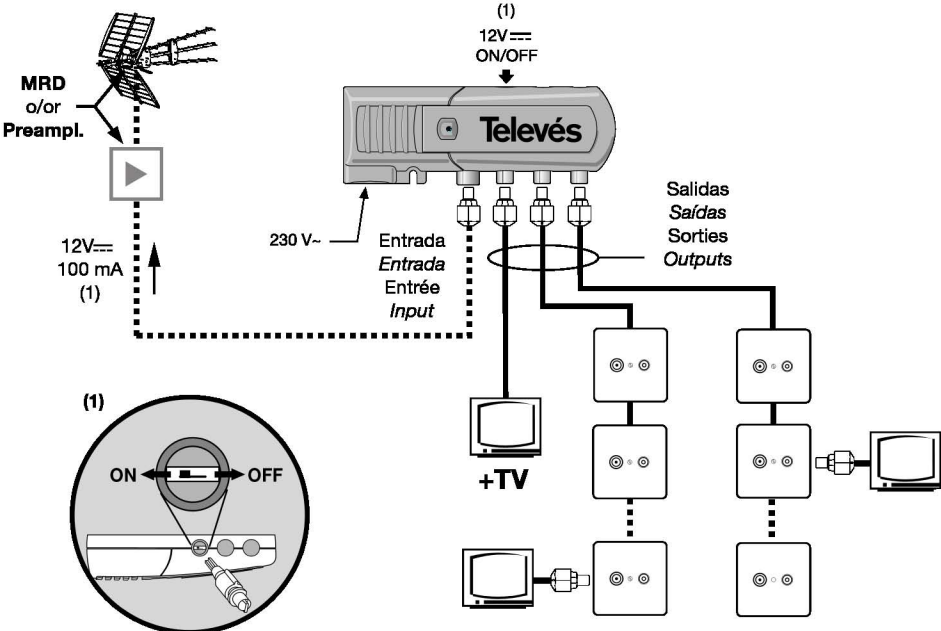 (1)
12V
ON/OFF
MRD
o/or
Preampl.
Televés
12V
100 mA
(1)
230 V~
Entrada
Entrada
Entrée
Input
Salidas
Saídas
Sorties
Outputs
(1)
ON
OFF
+TV